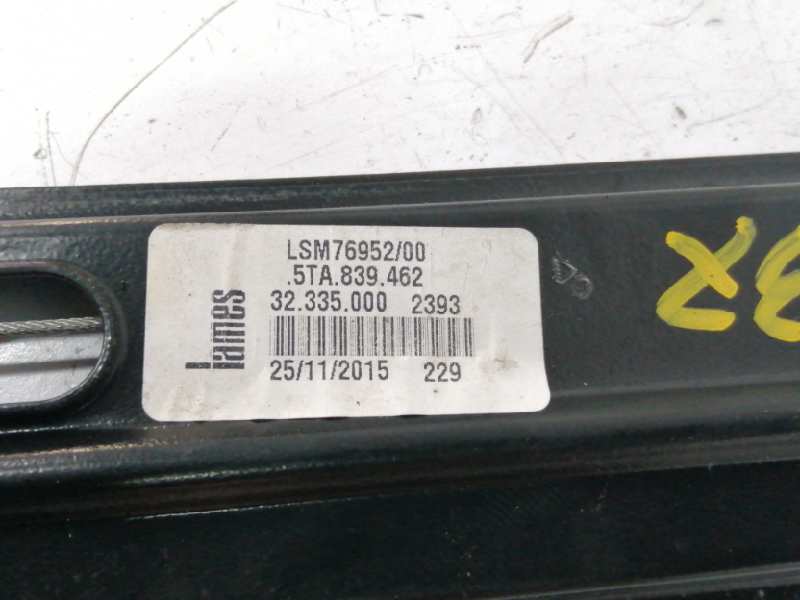 LSM76952/00
.5TA.839.462
32.335.000 2393
lames
25/11/2015 229